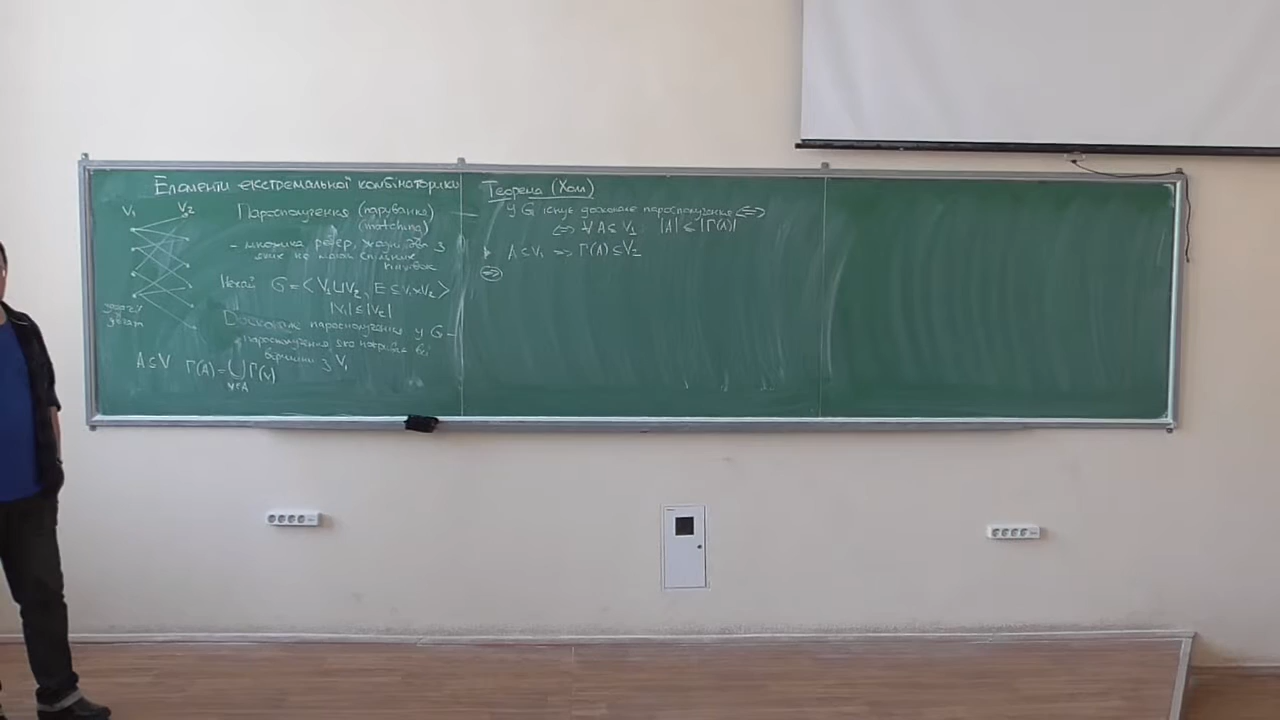 Елементи екстремальної комбінаторики
V₁ V₂
Паросполучення (парування)
(matching)
– множина ребер, жодні два з
яких не мають спільних
вершин
Нехай G = < V₁ ⊔ V₂, E ⊆ V₁×V₂ >
|V₁| ≤ |V₂|
Досконале паросполучення у G –
паросполучення, яке покриває всі
вершини з V₁
A ⊆ V Γ(A) = ⋃ Γ(v)
v∈A
Теорема (Хол)
У G існує досконале паросполучення ⇔
⇔ ∀ A ⊆ V₁ |A| ≤ |Γ(A)|
A ⊆ V₁ ⇒ Γ(A) ⊆ V₂
⇒